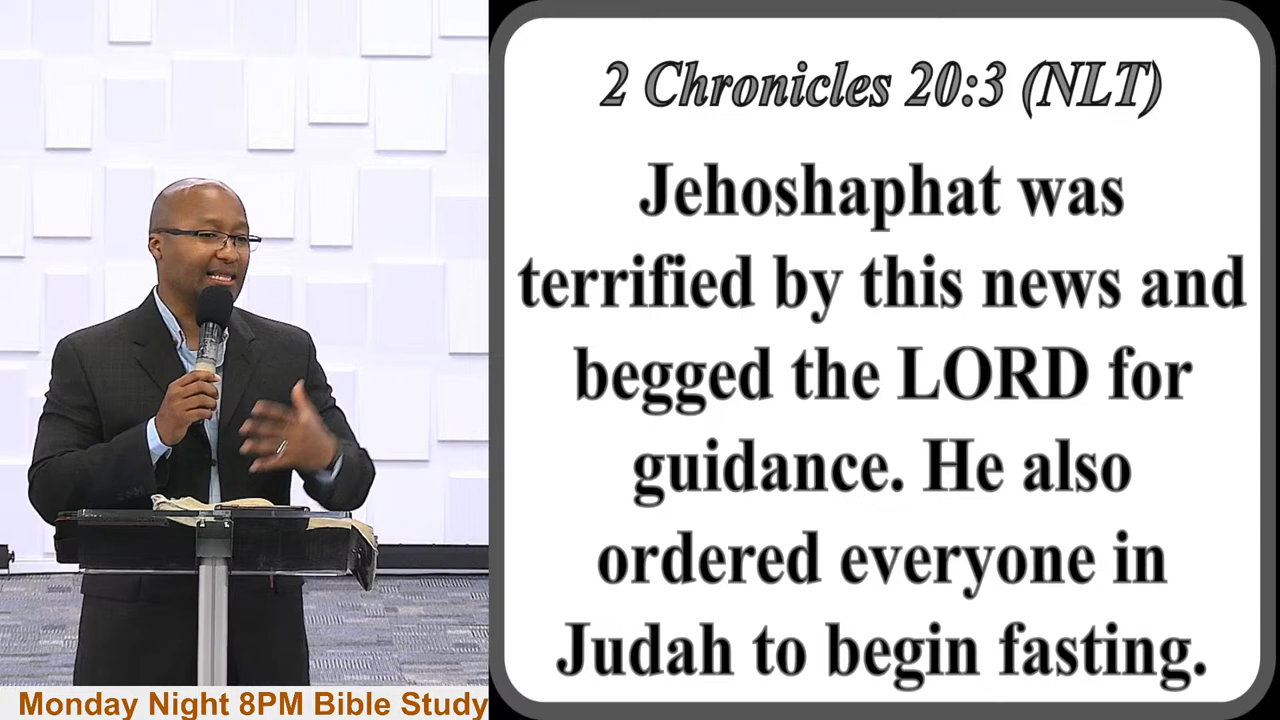 2 Chronicles 20:3 (NLT)
Jehoshaphat was
terrified by this news and
begged the LORD for
guidance. He also
ordered everyone in
Judah to begin fasting.
Monday Night 8PM Bible Study